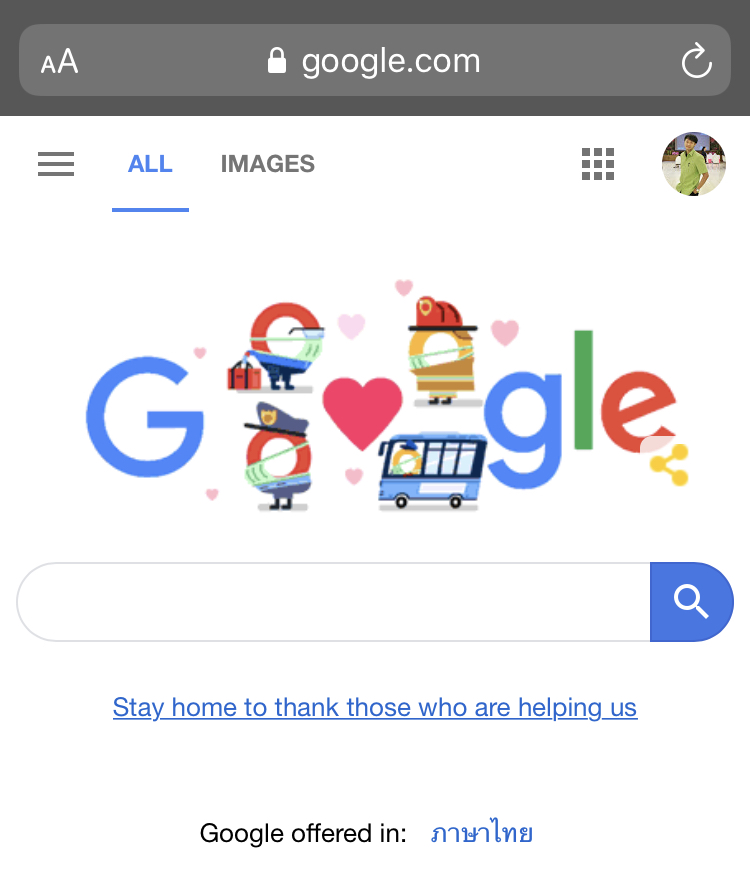 AA google.com
ALL IMAGES
Google
Stay home to thank those who are helping us
Google offered in: ภาษาไทย